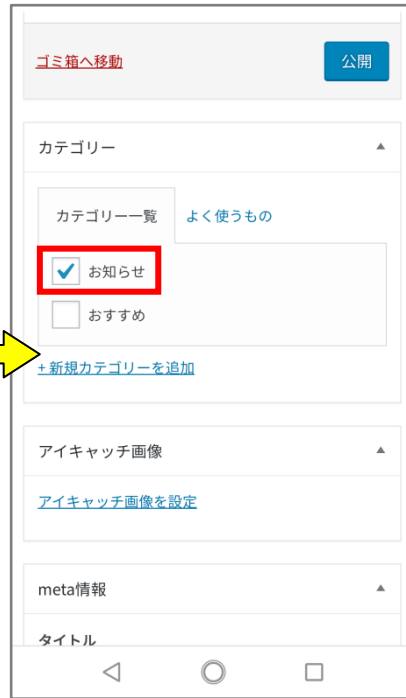 ゴミ箱へ移動 公開
カテゴリー
カテゴリー一覧 よく使うもの
お知らせ
おすすめ
+ 新規カテゴリーを追加
アイキャッチ画像
アイキャッチ画像を設定
meta情報
タイトル